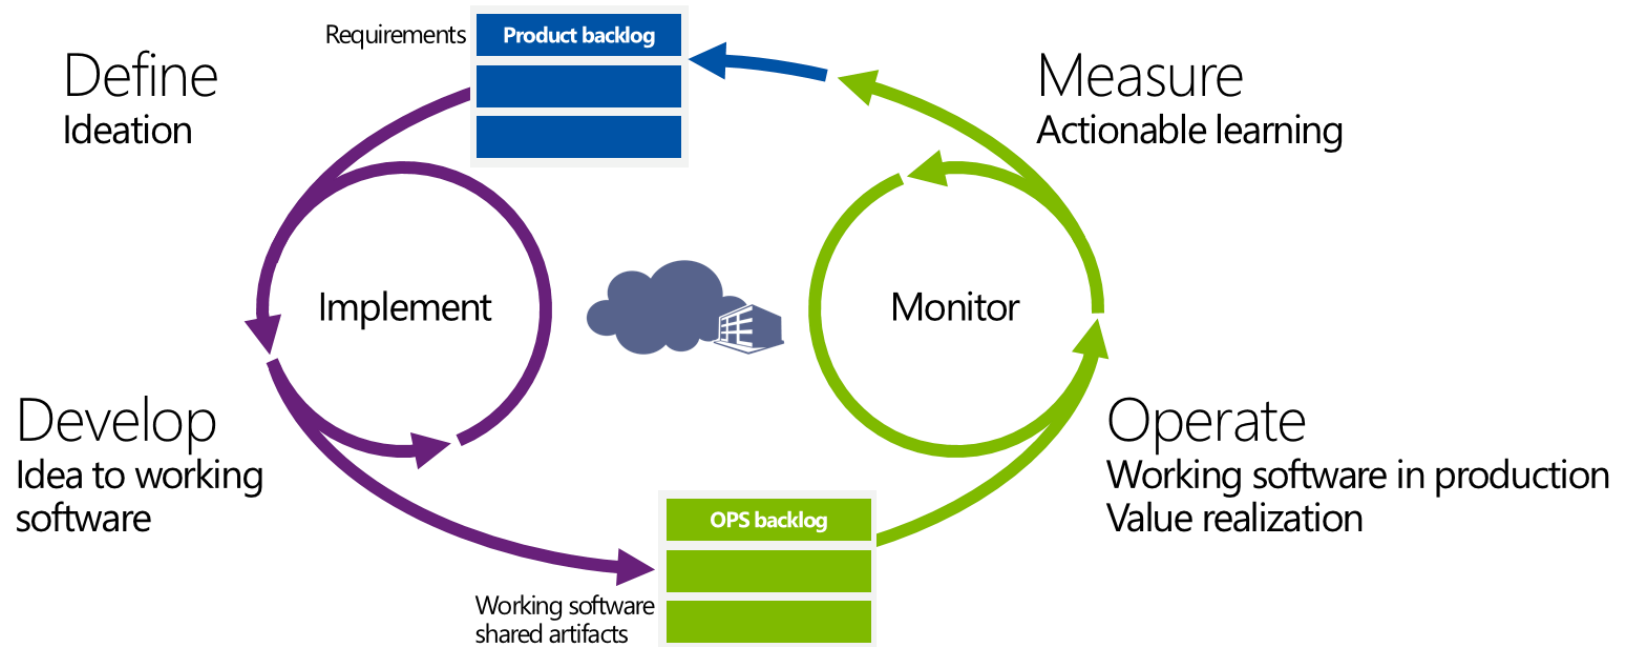 Requirements
Product backlog
Define
Ideation
Measure
Actionable learning
Implement
Monitor
Develop
Idea to working
software
Operate
Working software in production
Value realization
OPS backlog
Working software
shared artifacts